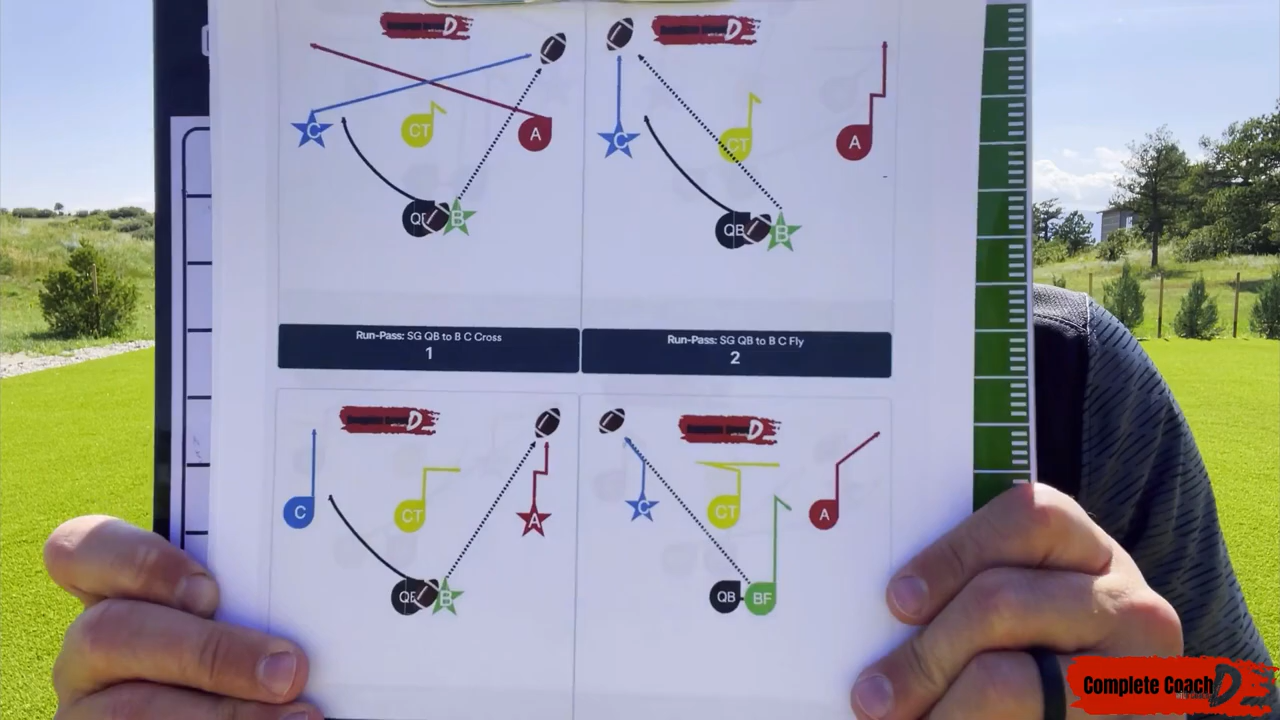 D
D
C
CT
A
C
CT
A
QB
B
QB
B
Run-Pass: SG QB to B C Cross
1
Run-Pass: SG QB to B C Fly
2
D
D
C
CT
A
C
CT
A
QB
B
QB
BF
Complete Coach D